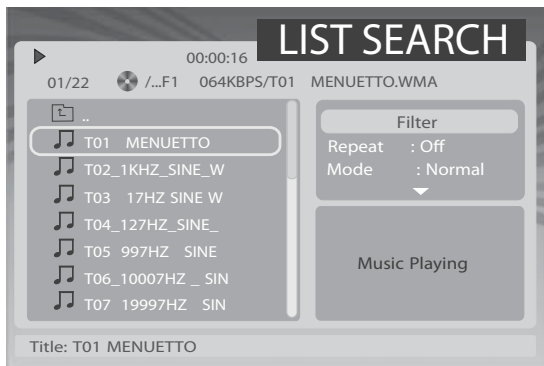 LIST SEARCH
00:00:16
01/22 /...F1 064KBPS/T01 MENUETTO.WMA
..
T01 MENUETTO
T02_1KHZ_SINE_W
T03 17HZ SINE W
T04_127HZ_SINE_
T05 997HZ SINE
T06_10007HZ _ SIN
T07 19997HZ SIN
Filter
Repeat : Off
Mode : Normal
Music Playing
Title: T01 MENUETTO